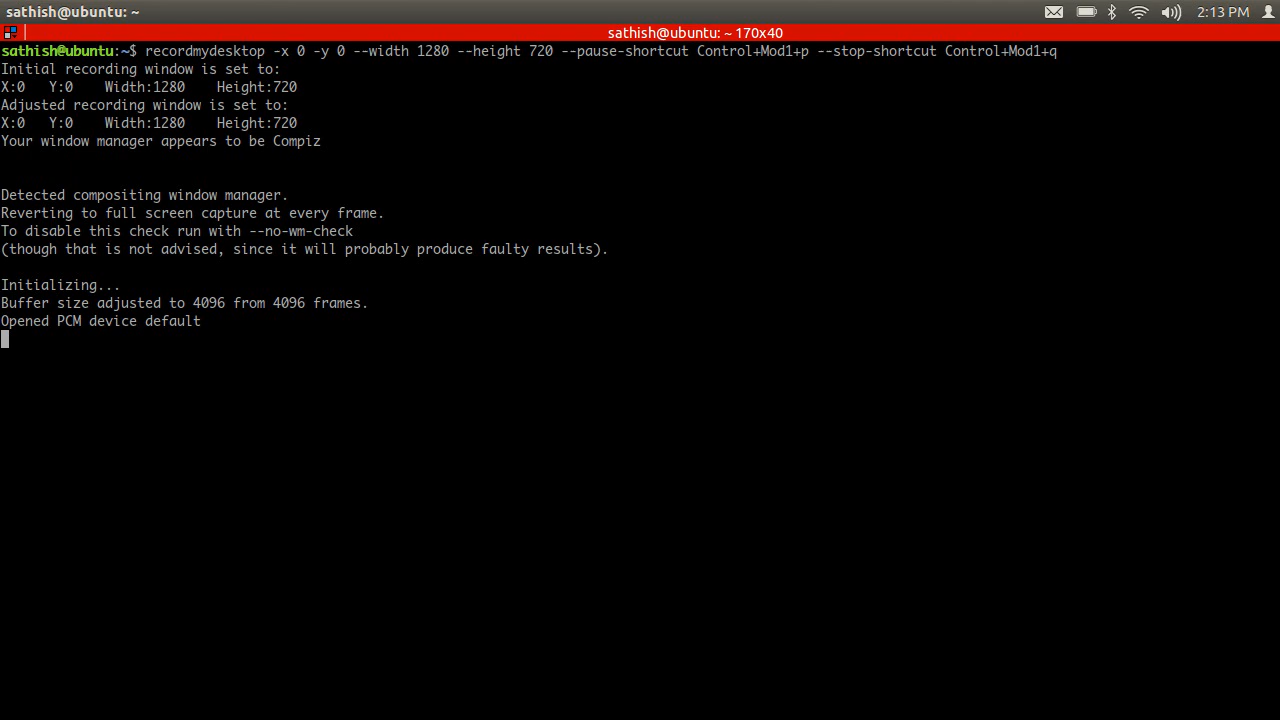 sathish@ubuntu: ~
2:13 PM
sathish@ubuntu: ~ 170x40
sathish@ubuntu:~$ recordmydesktop -x 0 -y 0 --width 1280 --height 720 --pause-shortcut Control+Mod1+p --stop-shortcut Control+Mod1+q
Initial recording window is set to:
X:0   Y:0    Width:1280    Height:720
Adjusted recording window is set to:
X:0   Y:0    Width:1280    Height:720
Your window manager appears to be Compiz
Detected compositing window manager.
Reverting to full screen capture at every frame.
To disable this check run with --no-wm-check
(though that is not advised, since it will probably produce faulty results).
Initializing...
Buffer size adjusted to 4096 from 4096 frames.
Opened PCM device default